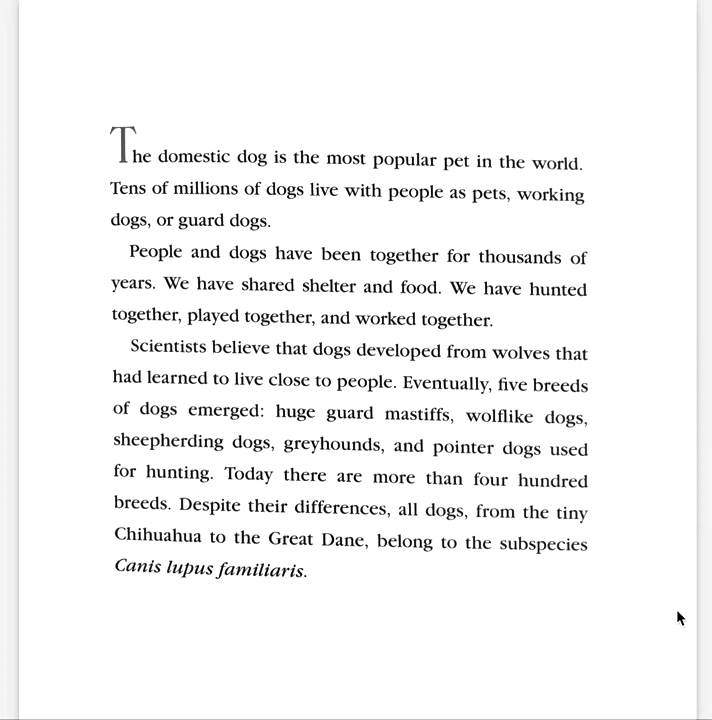 The domestic dog is the most popular pet in the world.
Tens of millions of dogs live with people as pets, working
dogs, or guard dogs.
People and dogs have been together for thousands of
years. We have shared shelter and food. We have hunted
together, played together, and worked together.
Scientists believe that dogs developed from wolves that
had learned to live close to people. Eventually, five breeds
of dogs emerged: huge guard mastiffs, wolflike dogs,
sheepherding dogs, greyhounds, and pointer dogs used
for hunting. Today there are more than four hundred
breeds. Despite their differences, all dogs, from the tiny
Chihuahua to the Great Dane, belong to the subspecies
Canis lupus familiaris.